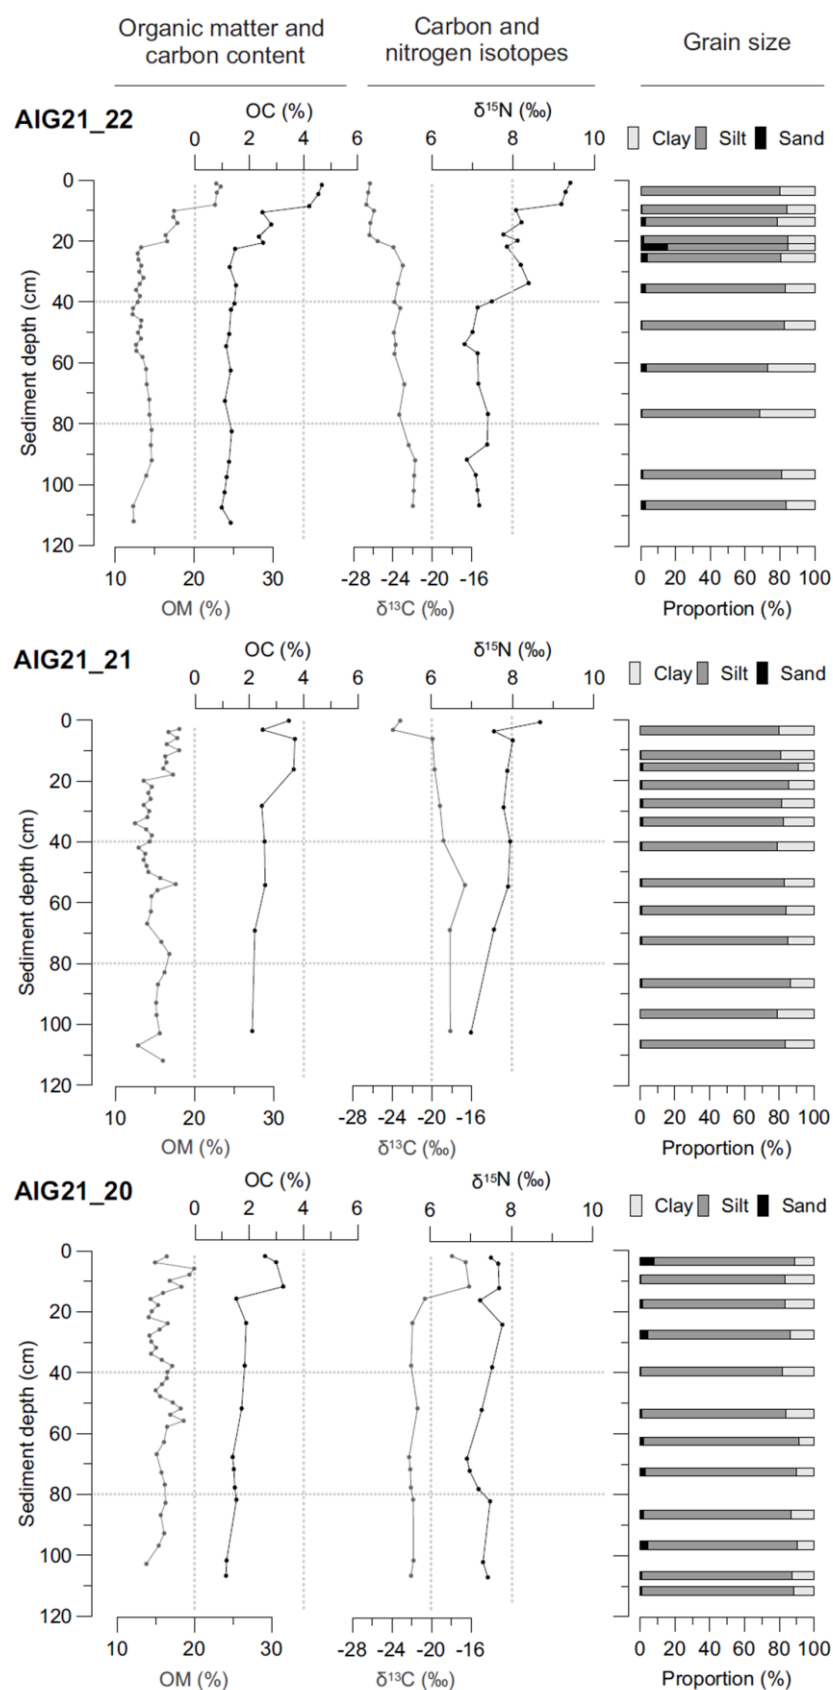 Organic matter and
carbon content
Carbon and
nitrogen isotopes
Grain size
AIG21_22
OC (%)
0 2 4 6
δ¹⁵N (‰)
6 8 10
Clay Silt Sand
Sediment depth (cm)
0
20
40
60
80
100
120
10 20 30
OM (%)
-28 -24 -20 -16
δ¹³C (‰)
0 20 40 60 80 100
Proportion (%)
AIG21_21
OC (%)
0 2 4 6
δ¹⁵N (‰)
6 8 10
Clay Silt Sand
Sediment depth (cm)
0
20
40
60
80
100
120
10 20 30
OM (%)
-28 -24 -20 -16
δ¹³C (‰)
0 20 40 60 80 100
Proportion (%)
AIG21_20
OC (%)
0 2 4 6
δ¹⁵N (‰)
6 8 10
Clay Silt Sand
Sediment depth (cm)
0
20
40
60
80
100
120
10 20 30
OM (%)
-28 -24 -20 -16
δ¹³C (‰)
0 20 40 60 80 100
Proportion (%)